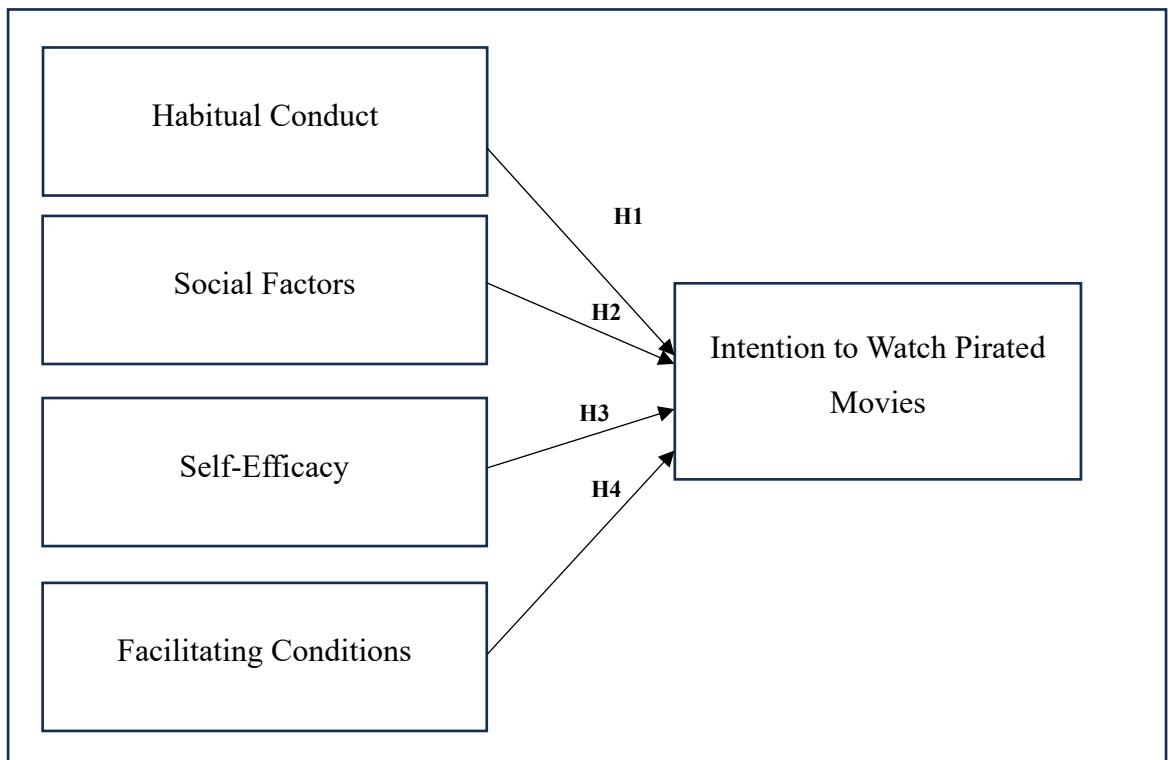 Habitual Conduct
H1
Social Factors
H2
Intention to Watch Pirated
Movies
H3
Self-Efficacy
H4
Facilitating Conditions